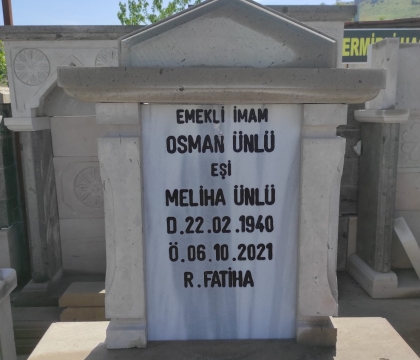 EMEKLİ İMAM
OSMAN ÜNLÜ
EŞİ
MELİHA ÜNLÜ
D.22.02.1940
Ö.06.10.2021
R.FATİHA